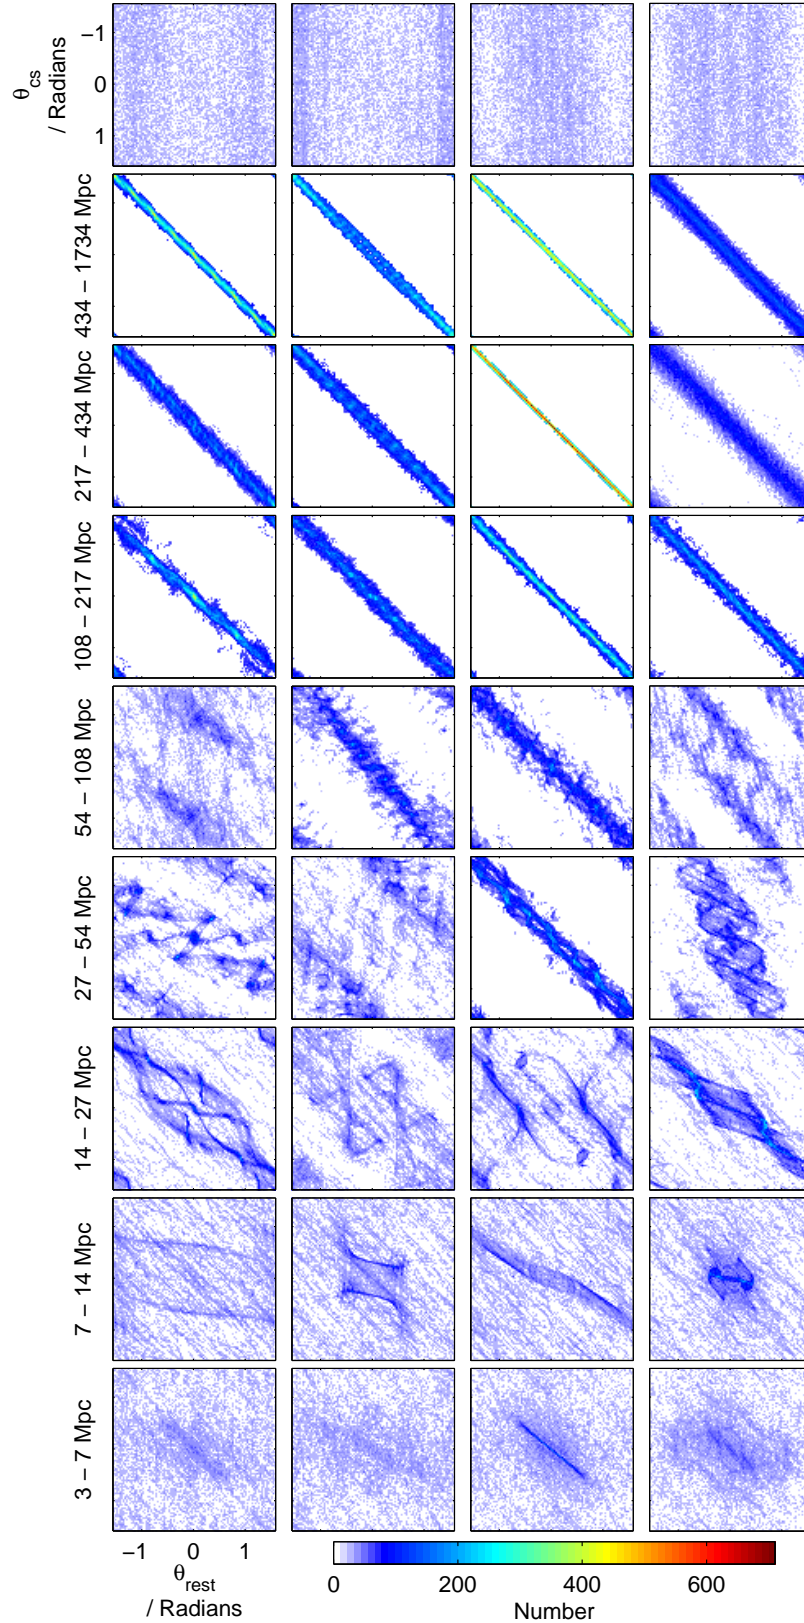 θcs
/ Radians
−1
0
1
434 − 1734 Mpc
217 − 434 Mpc
108 − 217 Mpc
54 − 108 Mpc
27 − 54 Mpc
14 − 27 Mpc
7 − 14 Mpc
3 − 7 Mpc
−1 0 1
θrest
/ Radians
0 200 400 600
Number